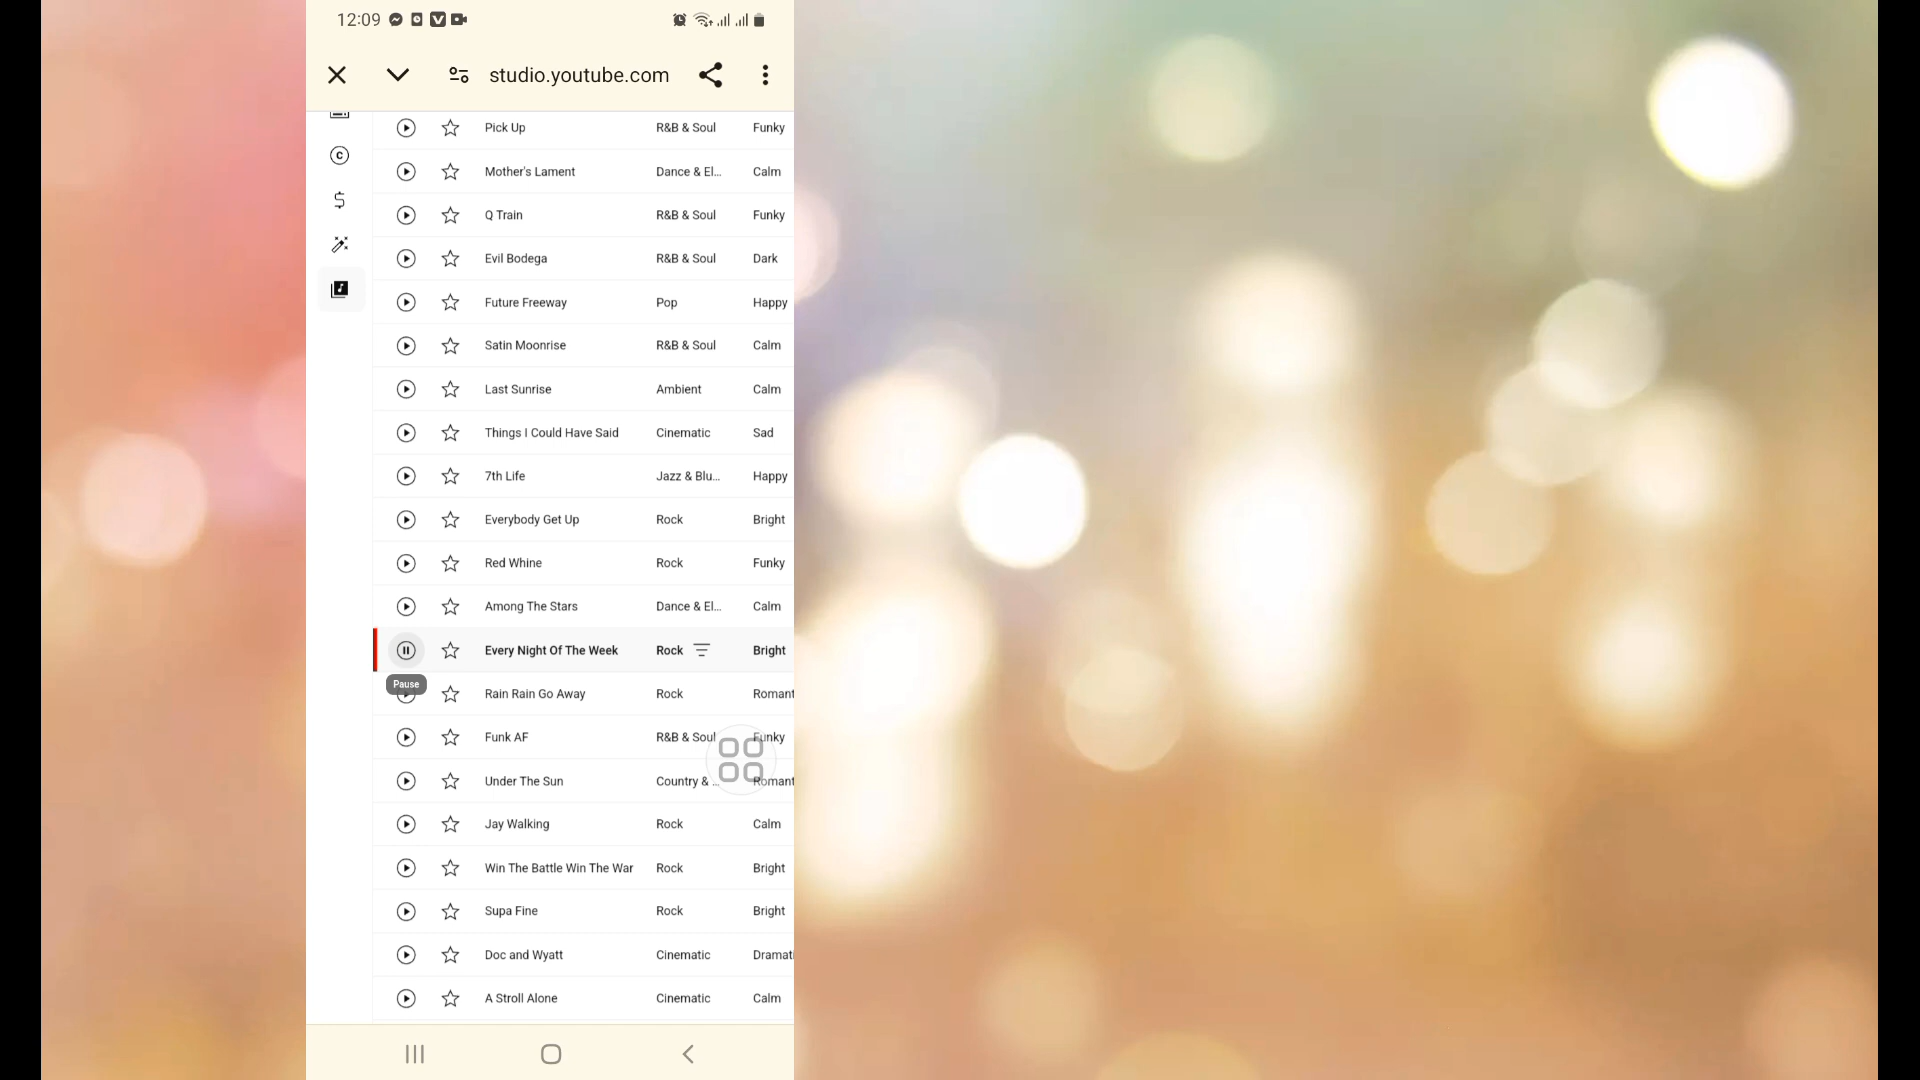 12:09
studio.youtube.com
Pick Up R&B & Soul Funky
Mother's Lament Dance & El... Calm
Q Train R&B & Soul Funky
Evil Bodega R&B & Soul Dark
Future Freeway Pop Happy
Satin Moonrise R&B & Soul Calm
Last Sunrise Ambient Calm
Things I Could Have Said Cinematic Sad
7th Life Jazz & Blu... Happy
Everybody Get Up Rock Bright
Red Whine Rock Funky
Among The Stars Dance & El... Calm
Every Night Of The Week Rock Bright
Pause
Rain Rain Go Away Rock Romant
Funk AF R&B & Soul Funky
Under The Sun Country & ... Romant
Jay Walking Rock Calm
Win The Battle Win The War Rock Bright
Supa Fine Rock Bright
Doc and Wyatt Cinematic Dramati
A Stroll Alone Cinematic Calm